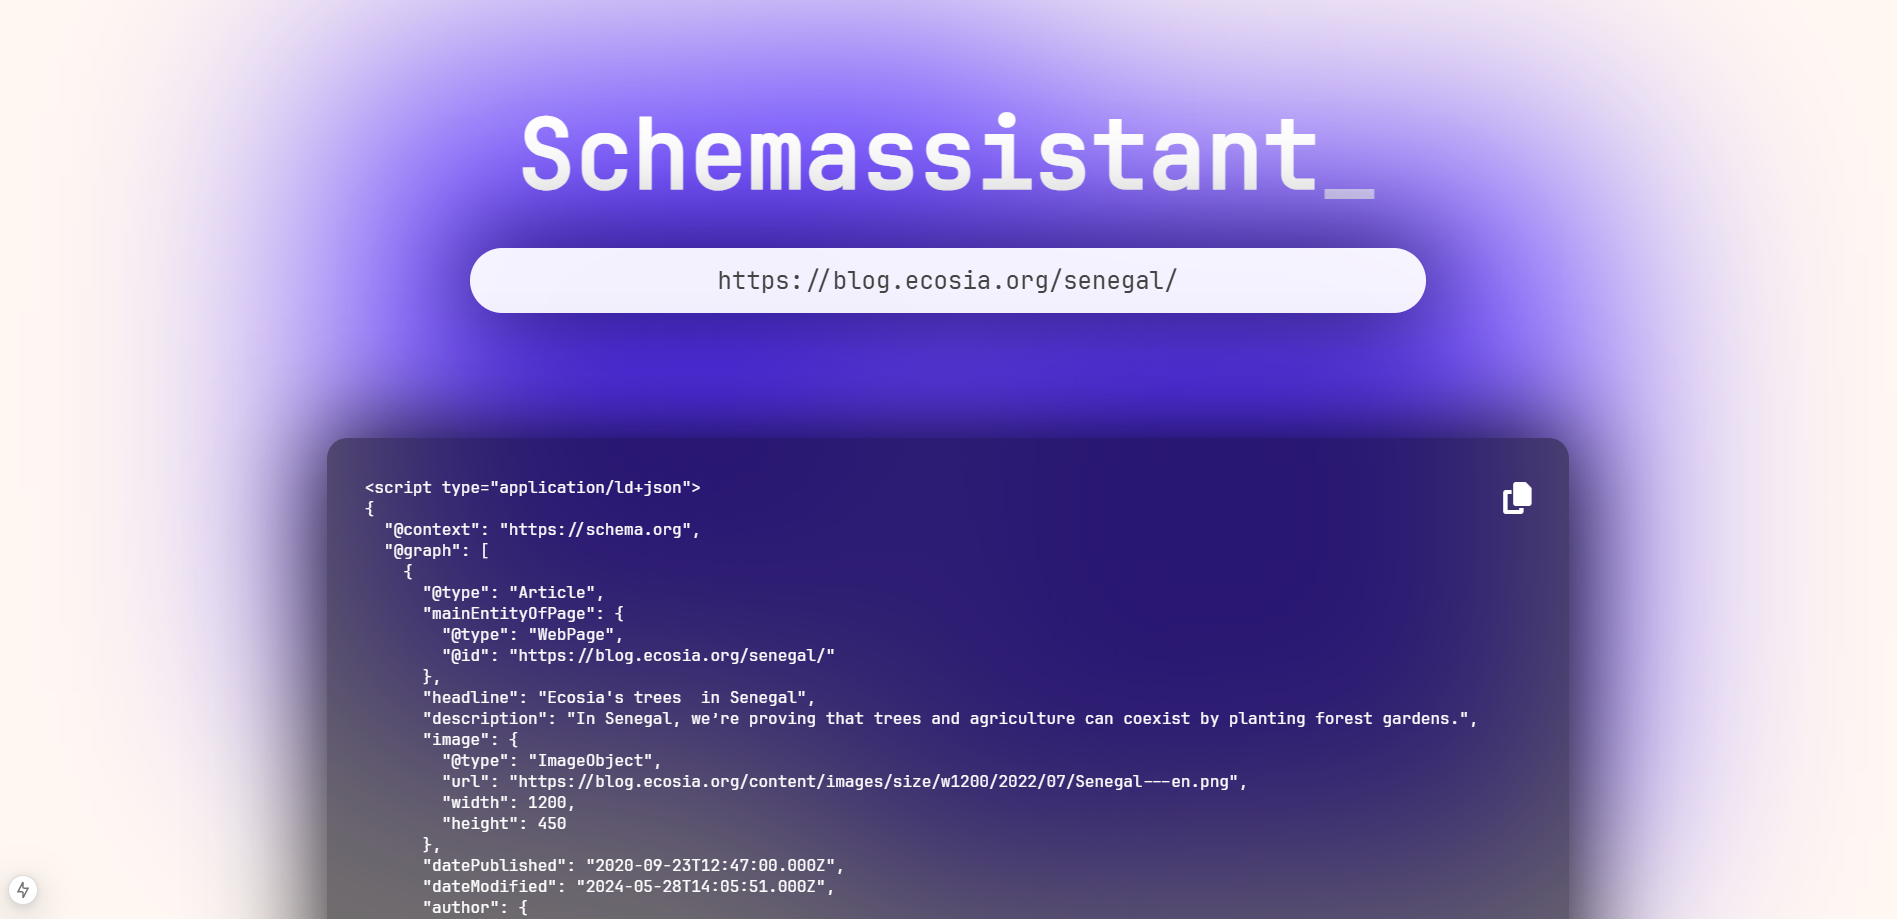 Schemassistant_
https://blog.ecosia.org/senegal/
<script type="application/ld+json">
{
  "@context": "https://schema.org",
  "@graph": [
    {
      "@type": "Article",
      "mainEntityOfPage": {
        "@type": "WebPage",
        "@id": "https://blog.ecosia.org/senegal/"
      },
      "headline": "Ecosia's trees  in Senegal",
      "description": "In Senegal, we’re proving that trees and agriculture can coexist by planting forest gardens.",
      "image": {
        "@type": "ImageObject",
        "url": "https://blog.ecosia.org/content/images/size/w1200/2022/07/Senegal---en.png",
        "width": 1200,
        "height": 450
      },
      "datePublished": "2020-09-23T12:47:00.000Z",
      "dateModified": "2024-05-28T14:05:51.000Z",
      "author": {